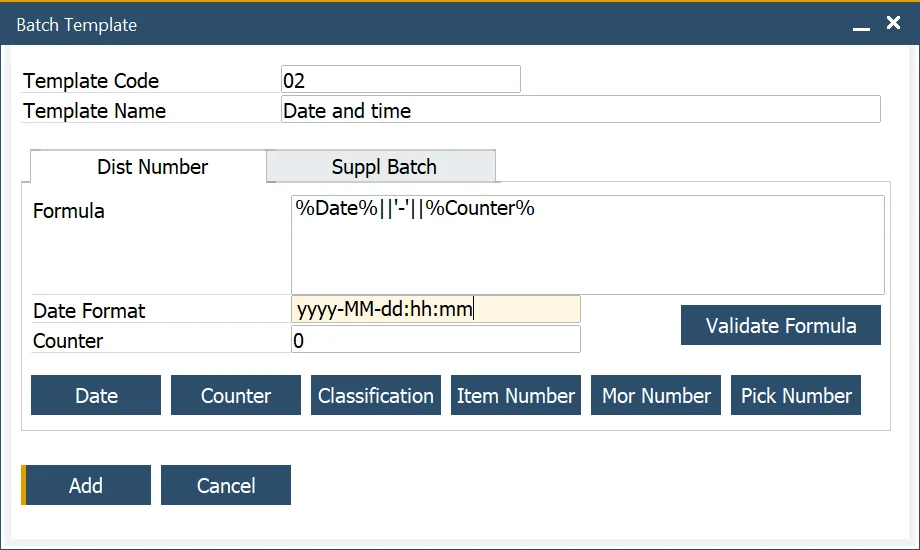 Batch Template
Template Code 02
Template Name Date and time
Dist Number Suppl Batch
Formula %Date%||'-'||%Counter%
Date Format yyyy-MM-dd:hh:mm
Validate Formula
Counter 0
Date Counter Classification Item Number Mor Number Pick Number
Add Cancel